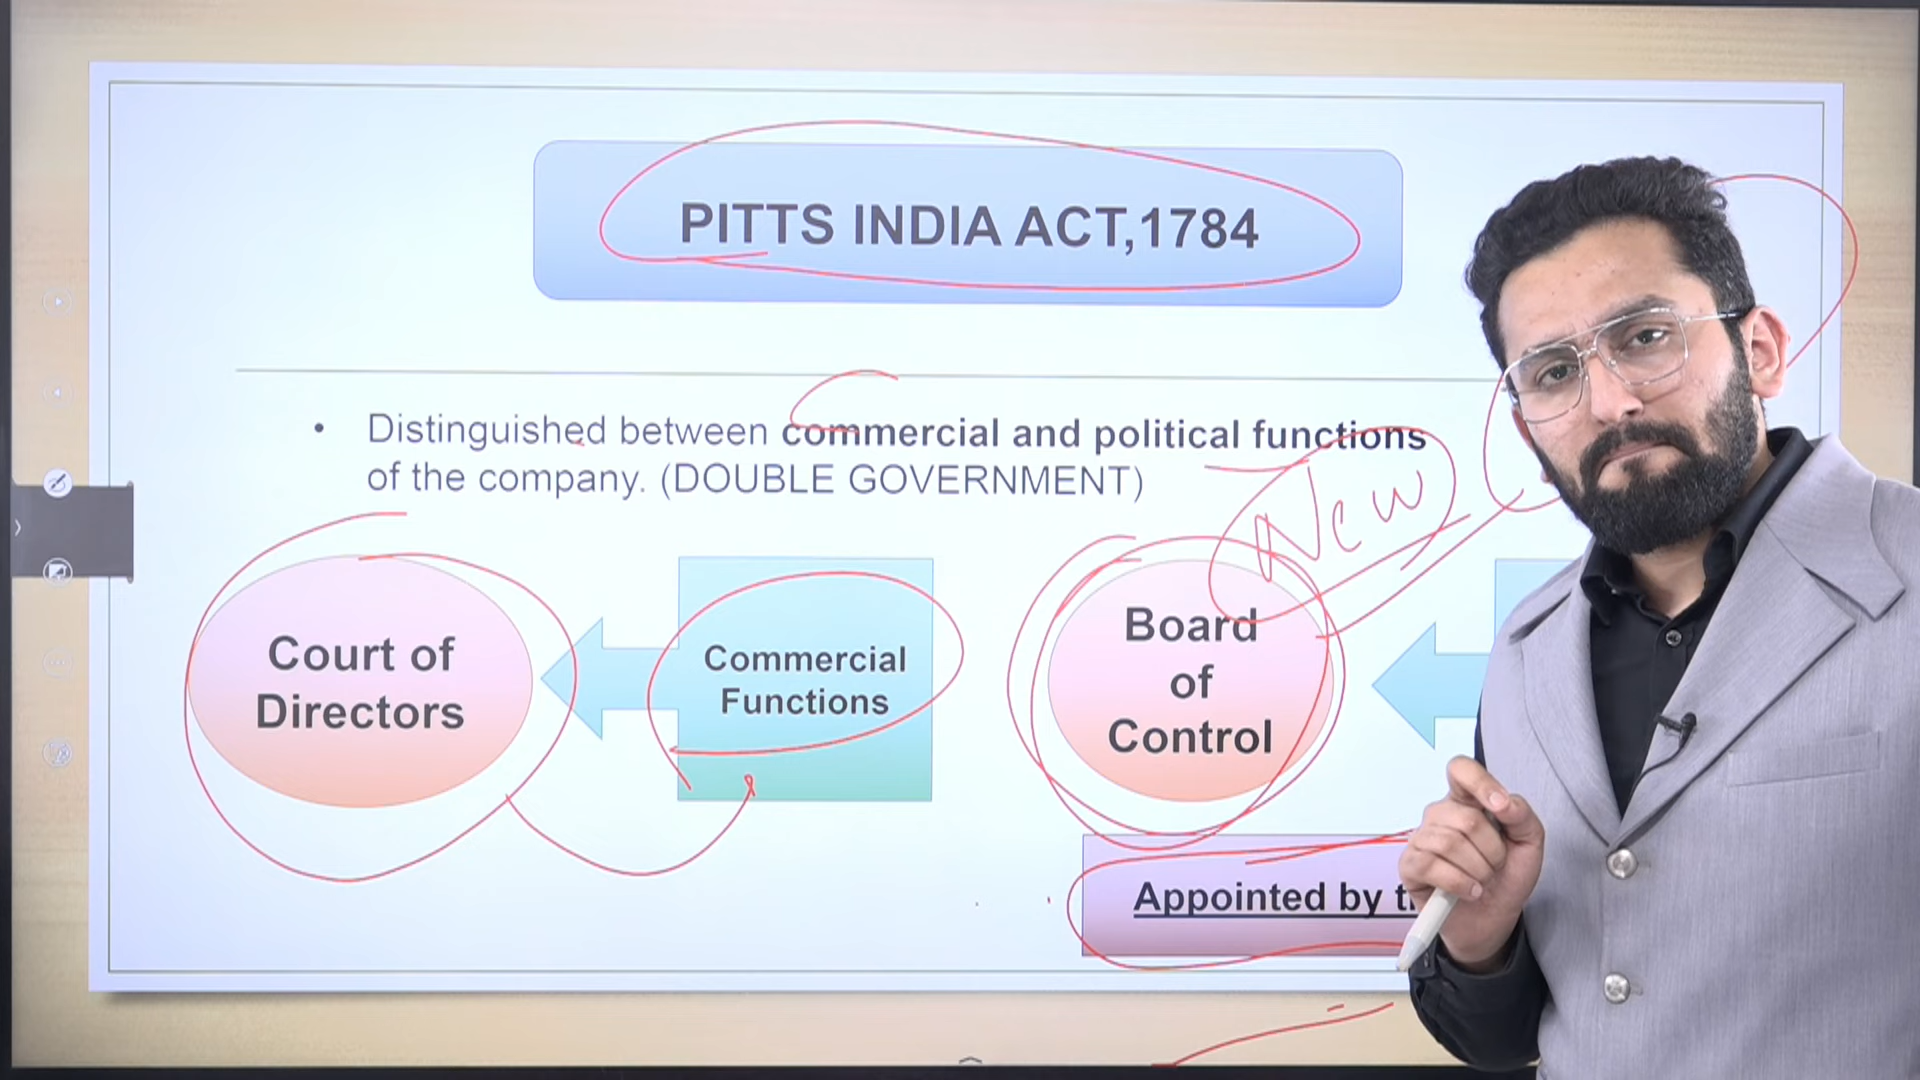 PITTS INDIA ACT,1784
• Distinguished between commercial and political functions
of the company. (DOUBLE GOVERNMENT)
New
Court of
Directors
Commercial
Functions
Board
of
Control
Appointed by